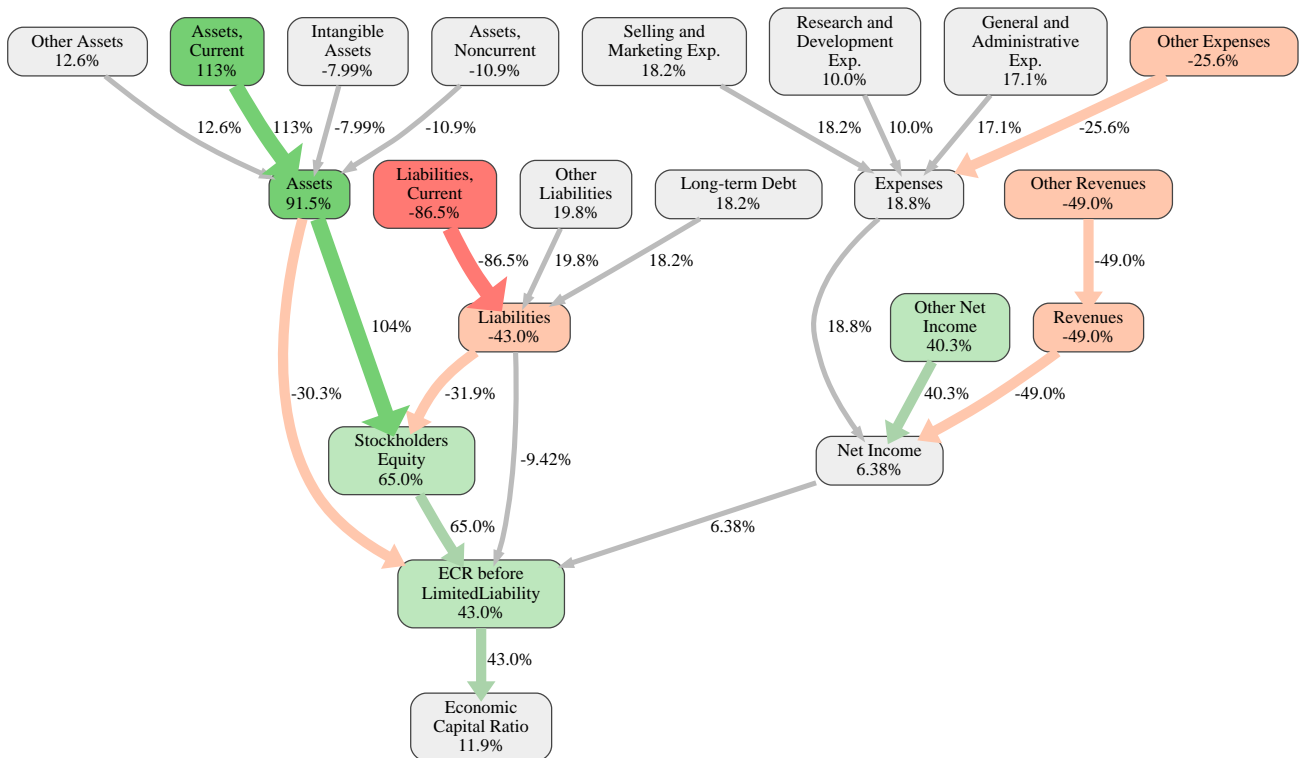 Other Assets
12.6%
Assets,
Current
113%
Intangible
Assets
-7.99%
Assets,
Noncurrent
-10.9%
Selling and
Marketing Exp.
18.2%
Research and
Development
Exp.
10.0%
General and
Administrative
Exp.
17.1%
Other Expenses
-25.6%
12.6%
113%
-7.99%
-10.9%
18.2%
10.0%
17.1%
-25.6%
Assets
91.5%
Liabilities,
Current
-86.5%
Other
Liabilities
19.8%
Long-term Debt
18.2%
Expenses
18.8%
Other Revenues
-49.0%
-86.5%
19.8%
18.2%
-49.0%
104%
Liabilities
-43.0%
18.8%
Other Net
Income
40.3%
Revenues
-49.0%
-30.3%
-31.9%
40.3%
-49.0%
Stockholders
Equity
65.0%
-9.42%
Net Income
6.38%
65.0%
6.38%
ECR before
LimitedLiability
43.0%
43.0%
Economic
Capital Ratio
11.9%